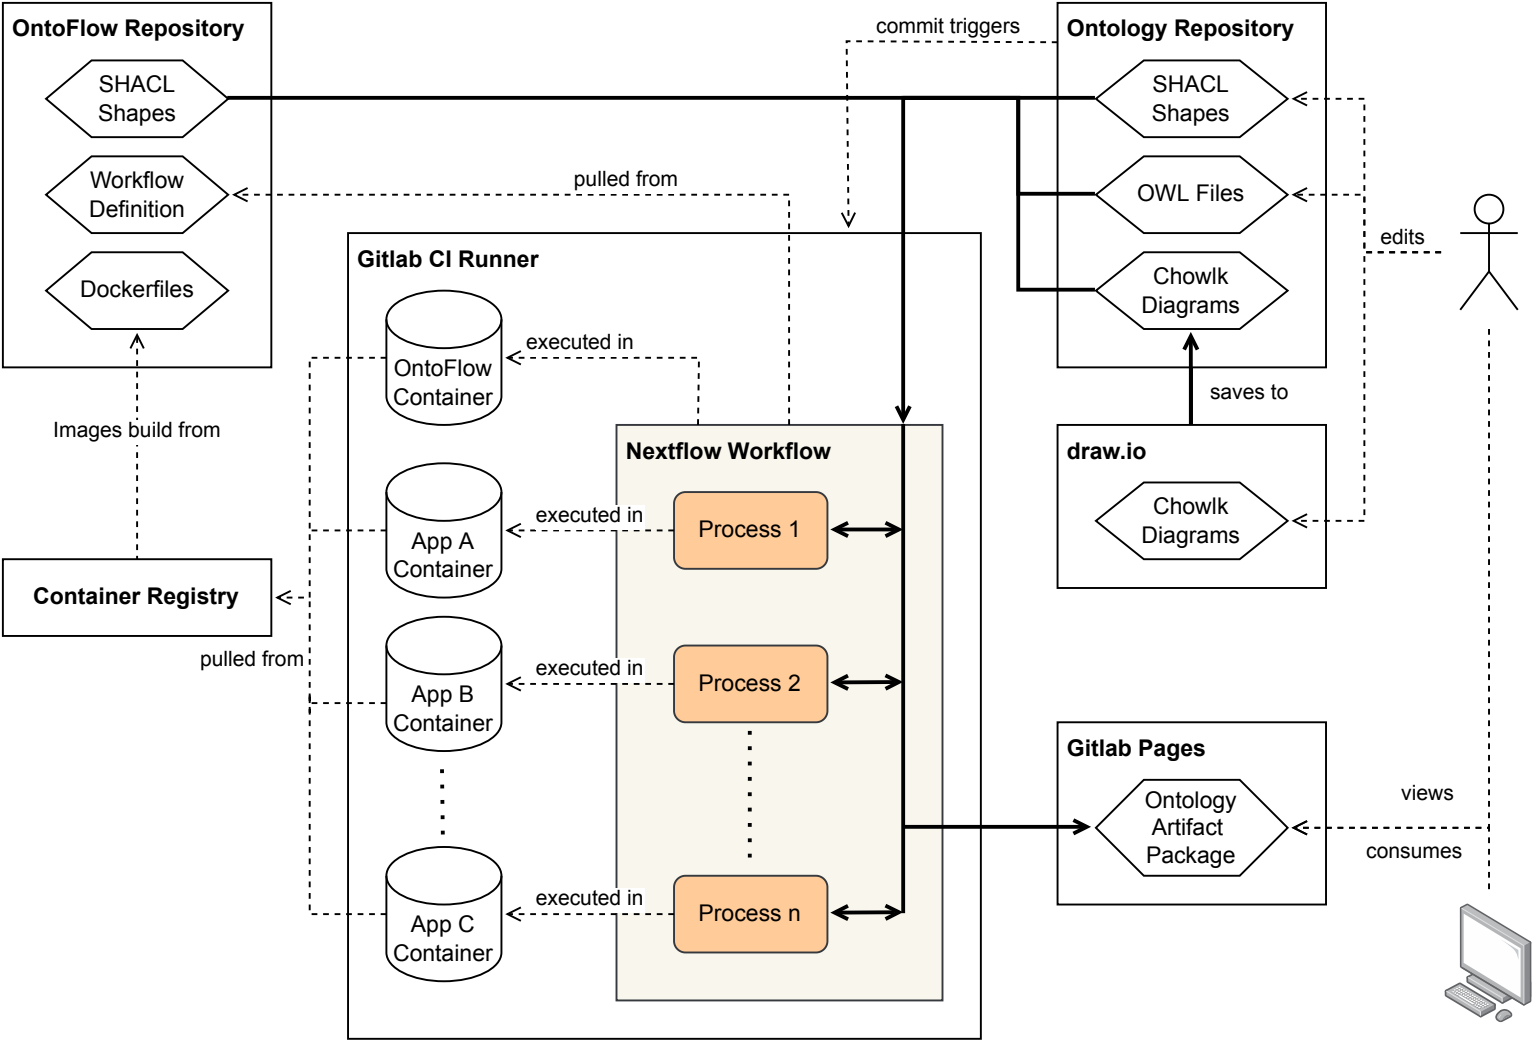 OntoFlow Repository
SHACL
Shapes
Workflow
Definition
Dockerfiles
Images build from
Container Registry
pulled from
commit triggers
pulled from
Gitlab CI Runner
OntoFlow
Container
executed in
App A
Container
executed in
App B
Container
executed in
App C
Container
executed in
Nextflow Workflow
Process 1
Process 2
Process n
Ontology Repository
SHACL
Shapes
OWL Files
Chowlk
Diagrams
edits
saves to
draw.io
Chowlk
Diagrams
Gitlab Pages
Ontology
Artifact
Package
views
consumes